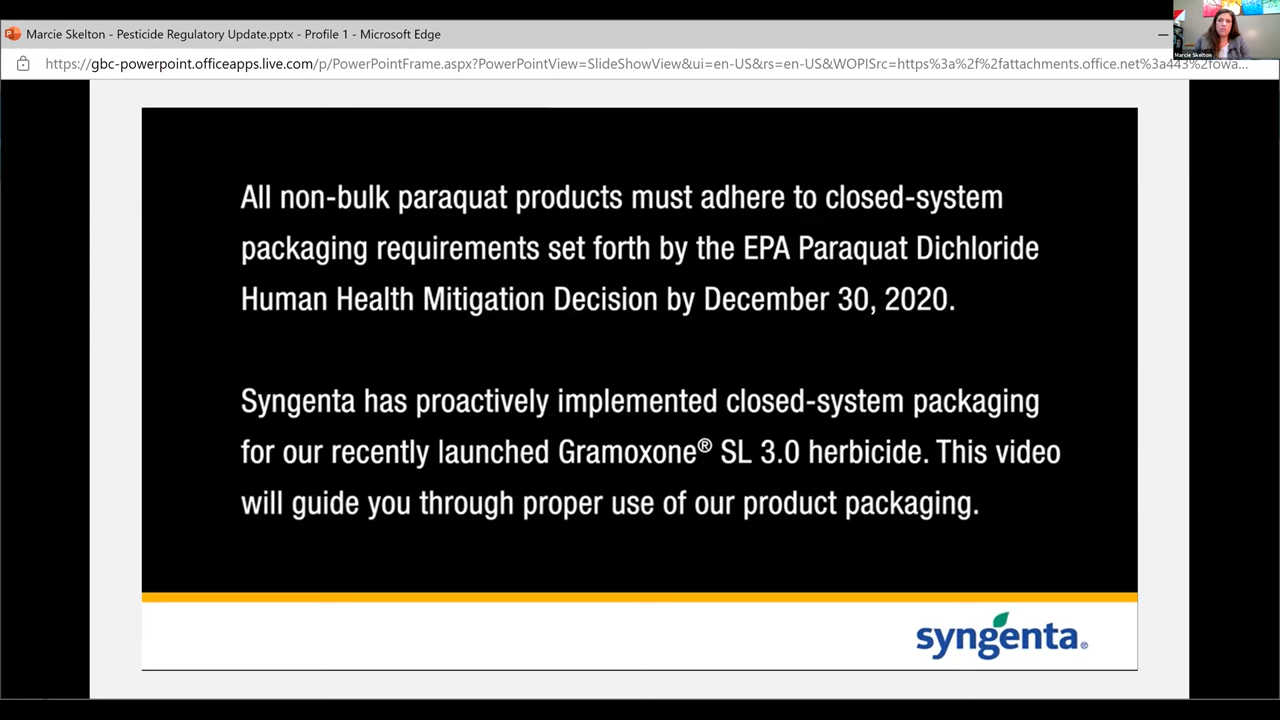 Marcie Skelton - Pesticide Regulatory Update.pptx - Profile 1 - Microsoft Edge
https://gbc-powerpoint.officeapps.live.com/p/PowerPointFrame.aspx?PowerPointView=SlideShowView&ui=en-US&rs=en-US&WOPISrc=https%3a%2f%2fattachments.office.net%3a443%2fowa...
Marcie Skelton
All non-bulk paraquat products must adhere to closed-system
packaging requirements set forth by the EPA Paraquat Dichloride
Human Health Mitigation Decision by December 30, 2020.
Syngenta has proactively implemented closed-system packaging
for our recently launched Gramoxone® SL 3.0 herbicide. This video
will guide you through proper use of our product packaging.
syngenta®